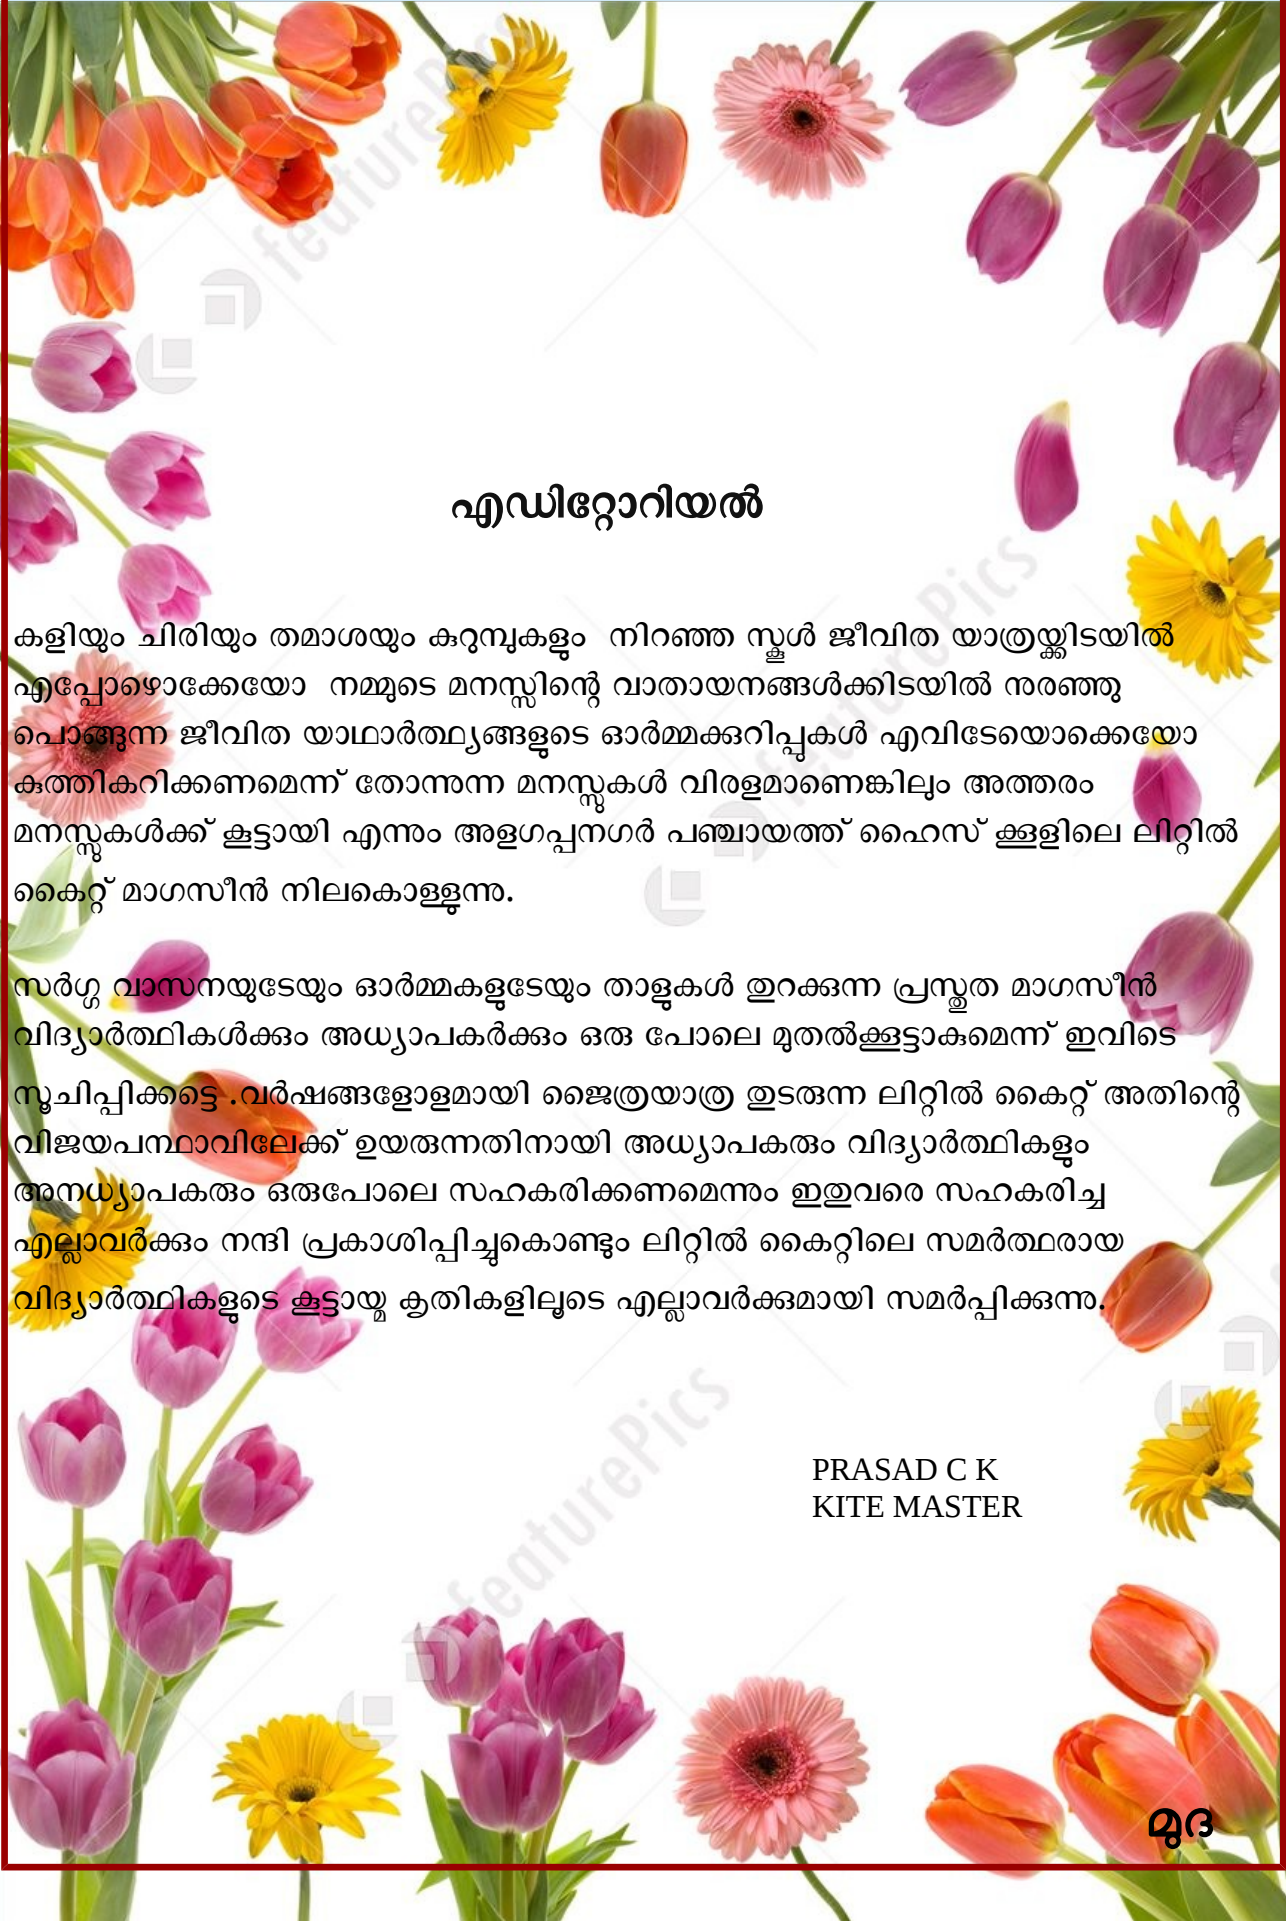 എഡിറ്റോറിയൽ
കളിയും ചിരിയും തമാശയും കുറുമ്പുകളും നിറഞ്ഞ സ്കൂൾ ജീവിത യാത്രയ്ക്കിടയിൽ
എപ്പോഴൊക്കേയോ നമ്മുടെ മനസ്സിന്റെ വാതായനങ്ങൾക്കിടയിൽ നുരഞ്ഞു
പൊങ്ങുന്ന ജീവിത യാഥാർത്ഥ്യങ്ങളുടെ ഓർമ്മക്കുറിപ്പുകൾ എവിടേയൊക്കെയോ
കുത്തികറിക്കണമെന്ന് തോന്നുന്ന മനസ്സുകൾ വിരളമാണെങ്കിലും അത്തരം
മനസ്സുകൾക്ക് കൂട്ടായി എന്നും അളഗപ്പനഗർ പഞ്ചായത്ത് ഹൈസ് ക്കൂളിലെ ലിറ്റിൽ
കൈറ്റ് മാഗസീൻ നിലകൊള്ളുന്നു.
സർഗ്ഗ വാസനയുടേയും ഓർമ്മകളുടേയും താളുകൾ തുറക്കുന്ന പ്രസ്തുത മാഗസീൻ
വിദ്യാർത്ഥികൾക്കും അധ്യാപകർക്കും ഒരു പോലെ മുതൽക്കൂട്ടാകുമെന്ന് ഇവിടെ
സൂചിപ്പിക്കട്ടെ .വർഷങ്ങളോളമായി ജൈത്രയാത്ര തുടരുന്ന ലിറ്റിൽ കൈറ്റ് അതിന്റെ
വിജയപന്ഥാവിലേക്ക് ഉയരുന്നതിനായി അധ്യാപകരും വിദ്യാർത്ഥികളും
അനധ്യാപകരും ഒരുപോലെ സഹകരിക്കണമെന്നും ഇതുവരെ സഹകരിച്ച
എല്ലാവർക്കും നന്ദി പ്രകാശിപ്പിച്ചുകൊണ്ടും ലിറ്റിൽ കൈറ്റിലെ സമർത്ഥരായ
വിദ്യാർത്ഥികളുടെ കൂട്ടായ്മ കൃതികളിലൂടെ എല്ലാവർക്കുമായി സമർപ്പിക്കുന്നു.
PRASAD C K
KITE MASTER
മുദ
featurePics
featurePics
featurePics